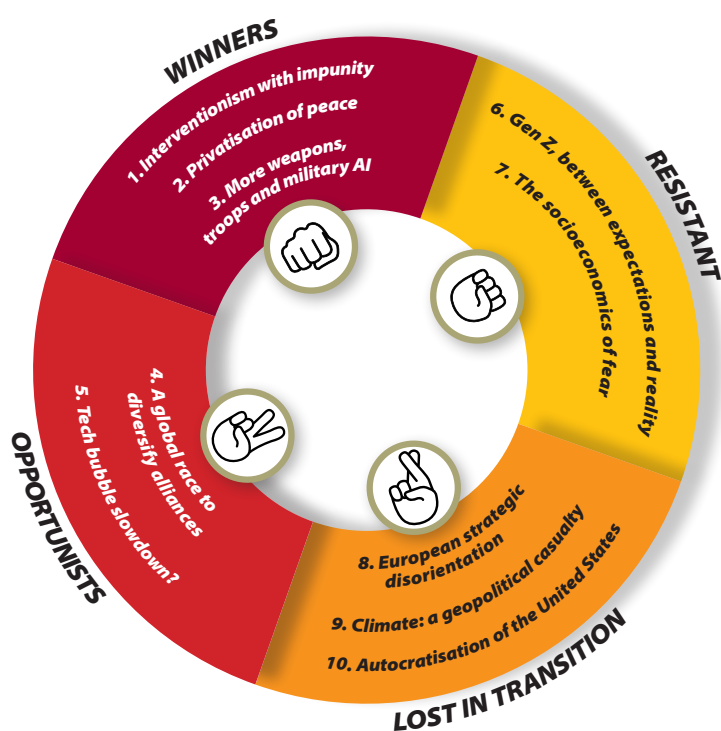 WINNERS
1. Interventionism with impunity
2. Privatisation of peace
3. More weapons,
troops and military AI
OPPORTUNISTS
4. A global race to
diversify alliances
5. Tech bubble slowdown?
RESISTANT
6. Gen Z, between expectations and reality
7. The socioeconomics of fear
8. European strategic
disorientation
9. Climate: a geopolitical casualty
10. Autocratisation of the United States
LOST IN TRANSITION